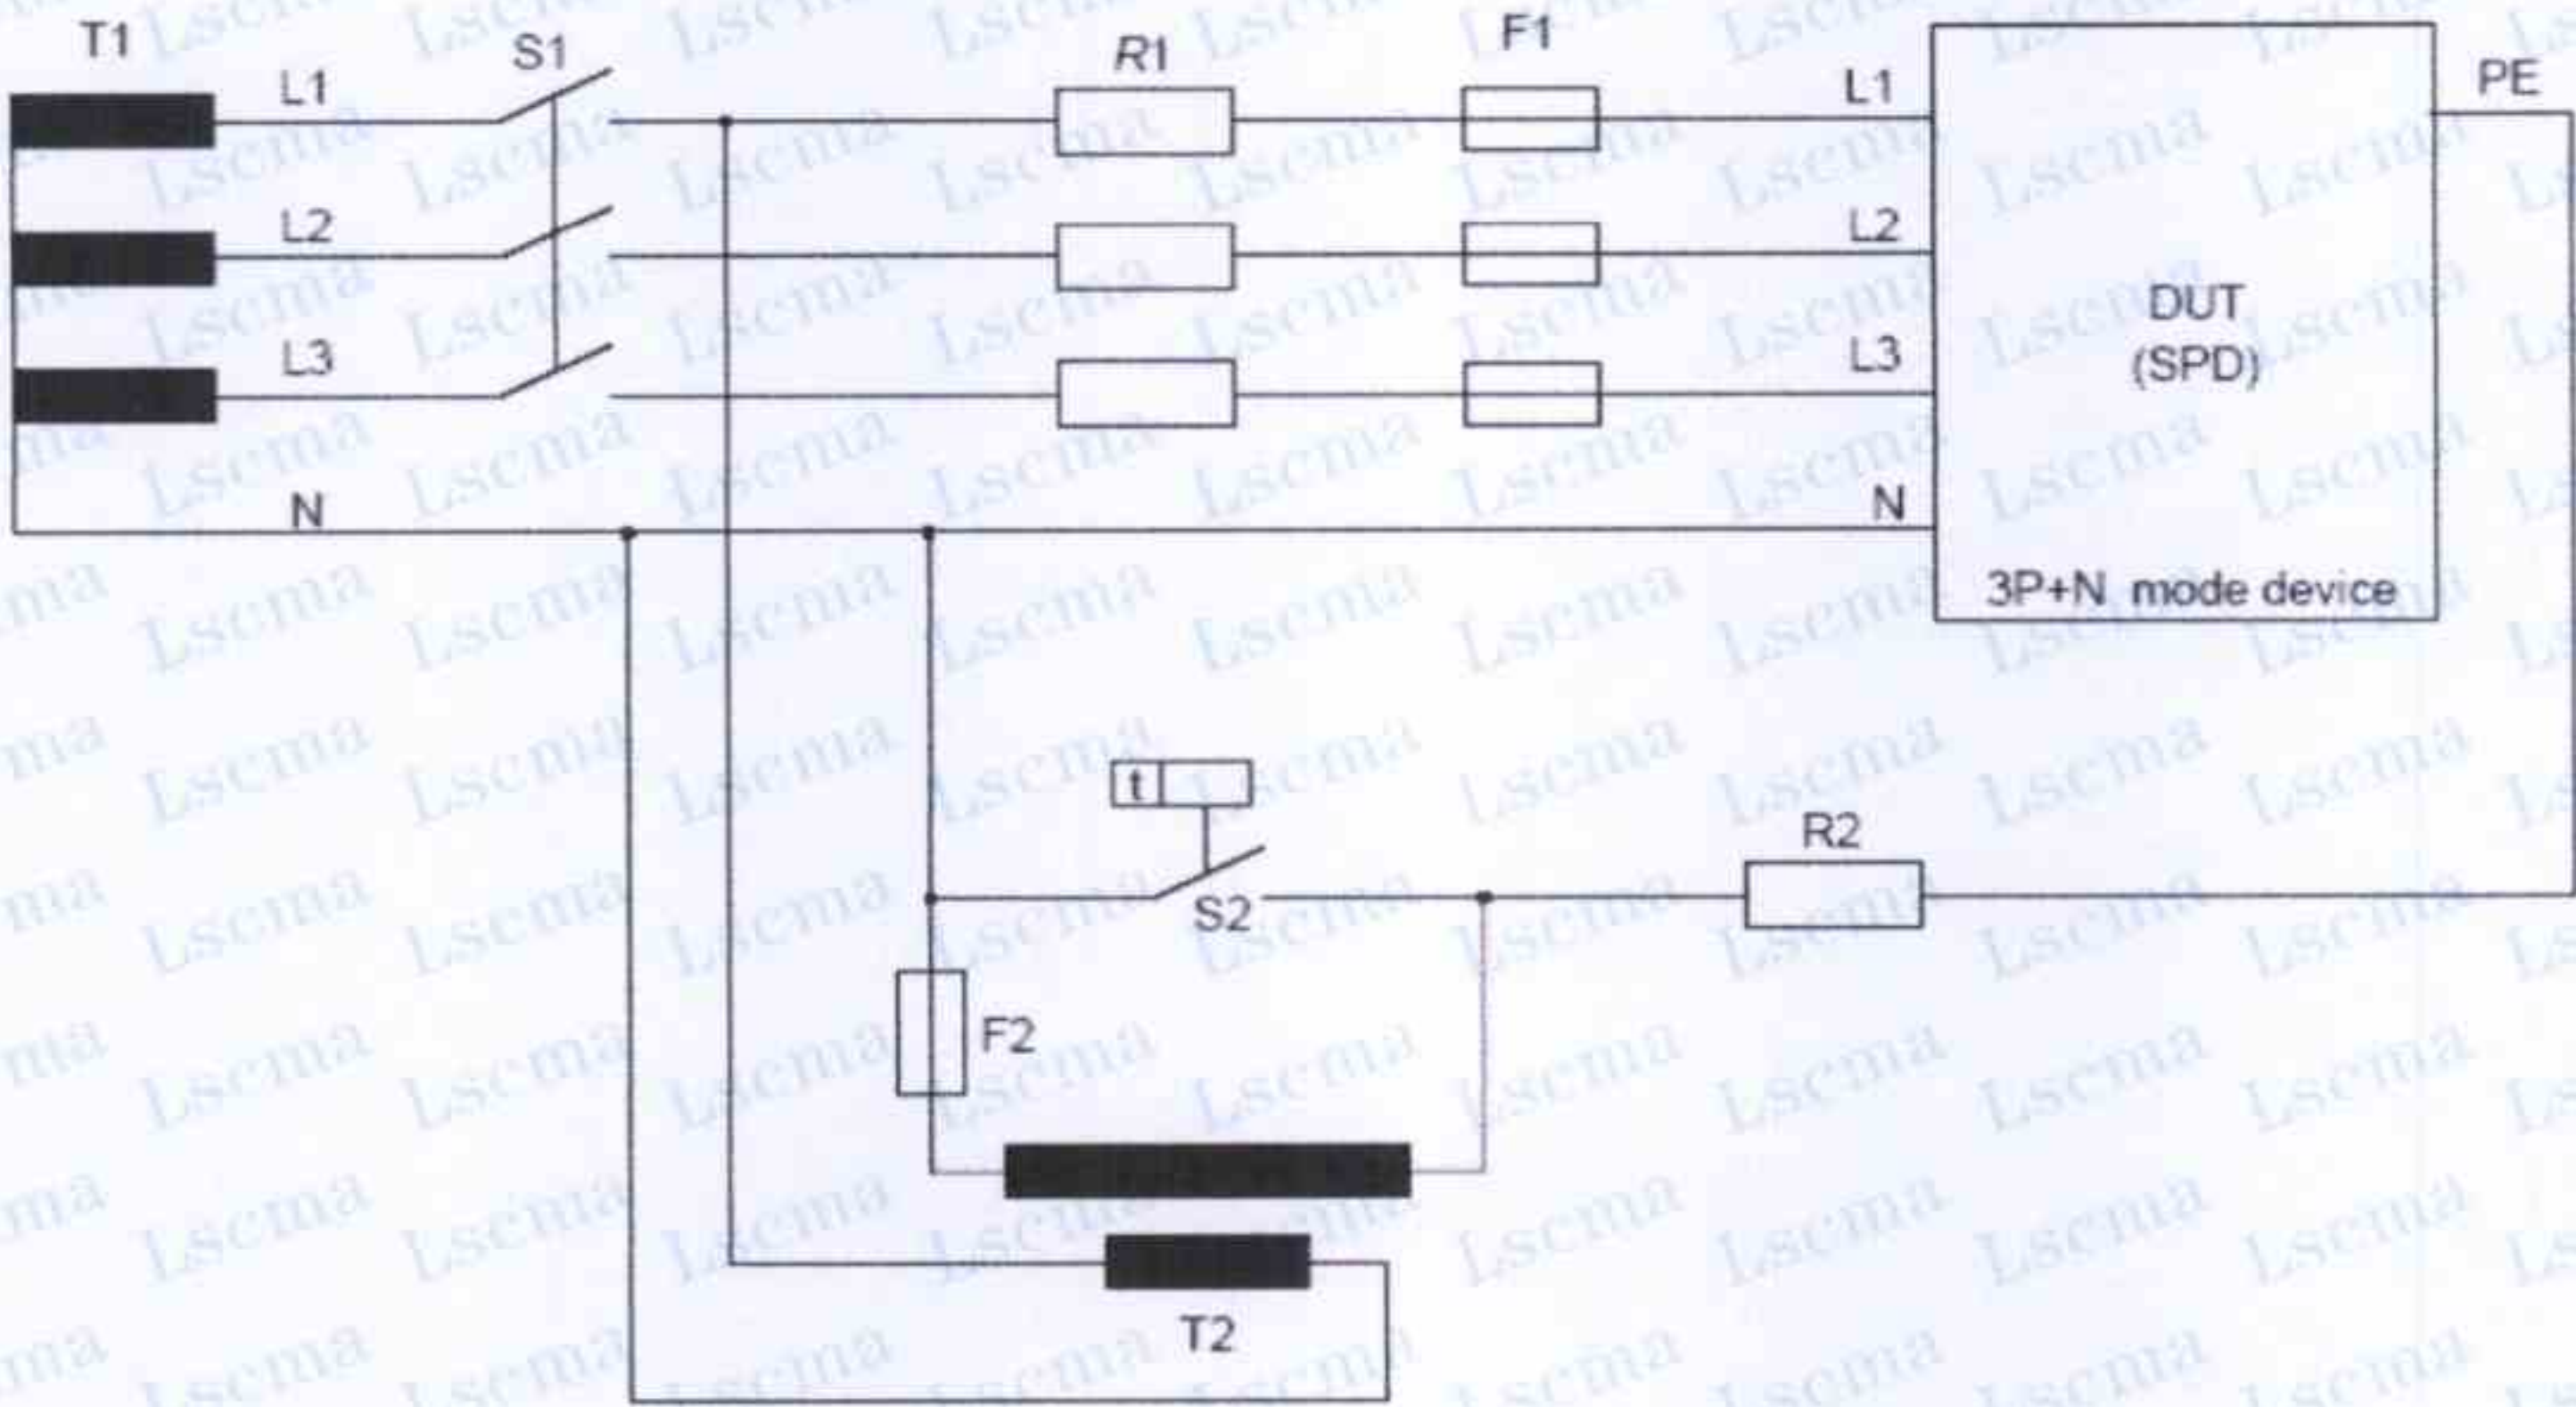 T1
S1
R1
F1
L1
L1
PE
L2
L2
L3
L3
DUT
(SPD)
N
N
3P+N mode device
t
S2
R2
F2
T2
Lscma